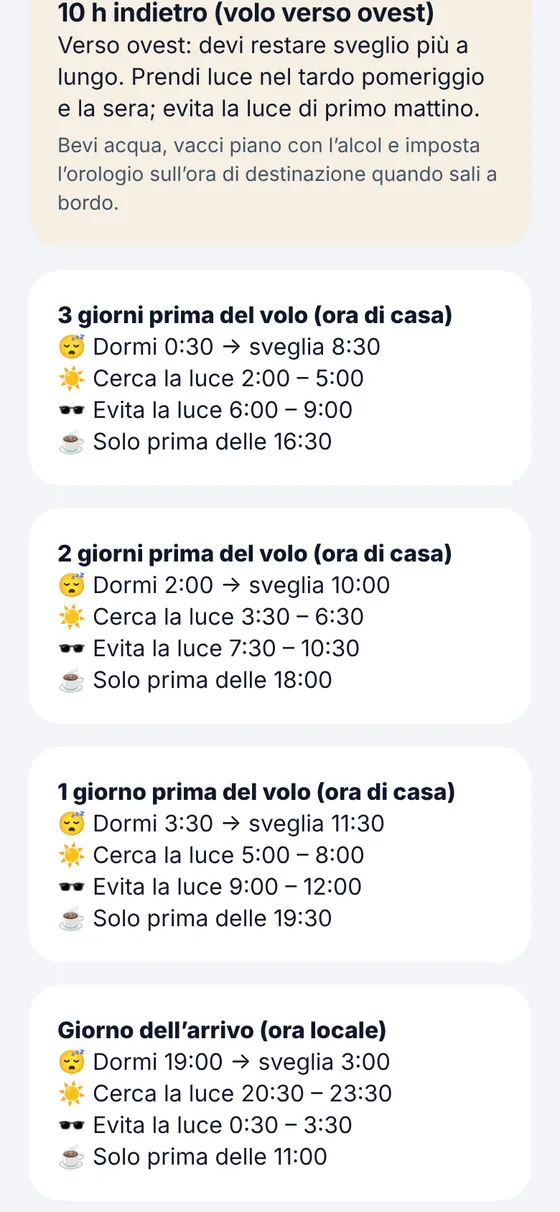 10 h indietro (volo verso ovest)
Verso ovest: devi restare sveglio più a
lungo. Prendi luce nel tardo pomeriggio
e la sera; evita la luce di primo mattino.
Bevi acqua, vacci piano con l’alcol e imposta
l’orologio sull’ora di destinazione quando sali a
bordo.
3 giorni prima del volo (ora di casa)
😴 Dormi 0:30 → sveglia 8:30
☀️ Cerca la luce 2:00 – 5:00
🕶️ Evita la luce 6:00 – 9:00
☕ Solo prima delle 16:30
2 giorni prima del volo (ora di casa)
😴 Dormi 2:00 → sveglia 10:00
☀️ Cerca la luce 3:30 – 6:30
🕶️ Evita la luce 7:30 – 10:30
☕ Solo prima delle 18:00
1 giorno prima del volo (ora di casa)
😴 Dormi 3:30 → sveglia 11:30
☀️ Cerca la luce 5:00 – 8:00
🕶️ Evita la luce 9:00 – 12:00
☕ Solo prima delle 19:30
Giorno dell’arrivo (ora locale)
😴 Dormi 19:00 → sveglia 3:00
☀️ Cerca la luce 20:30 – 23:30
🕶️ Evita la luce 0:30 – 3:30
☕ Solo prima delle 11:00